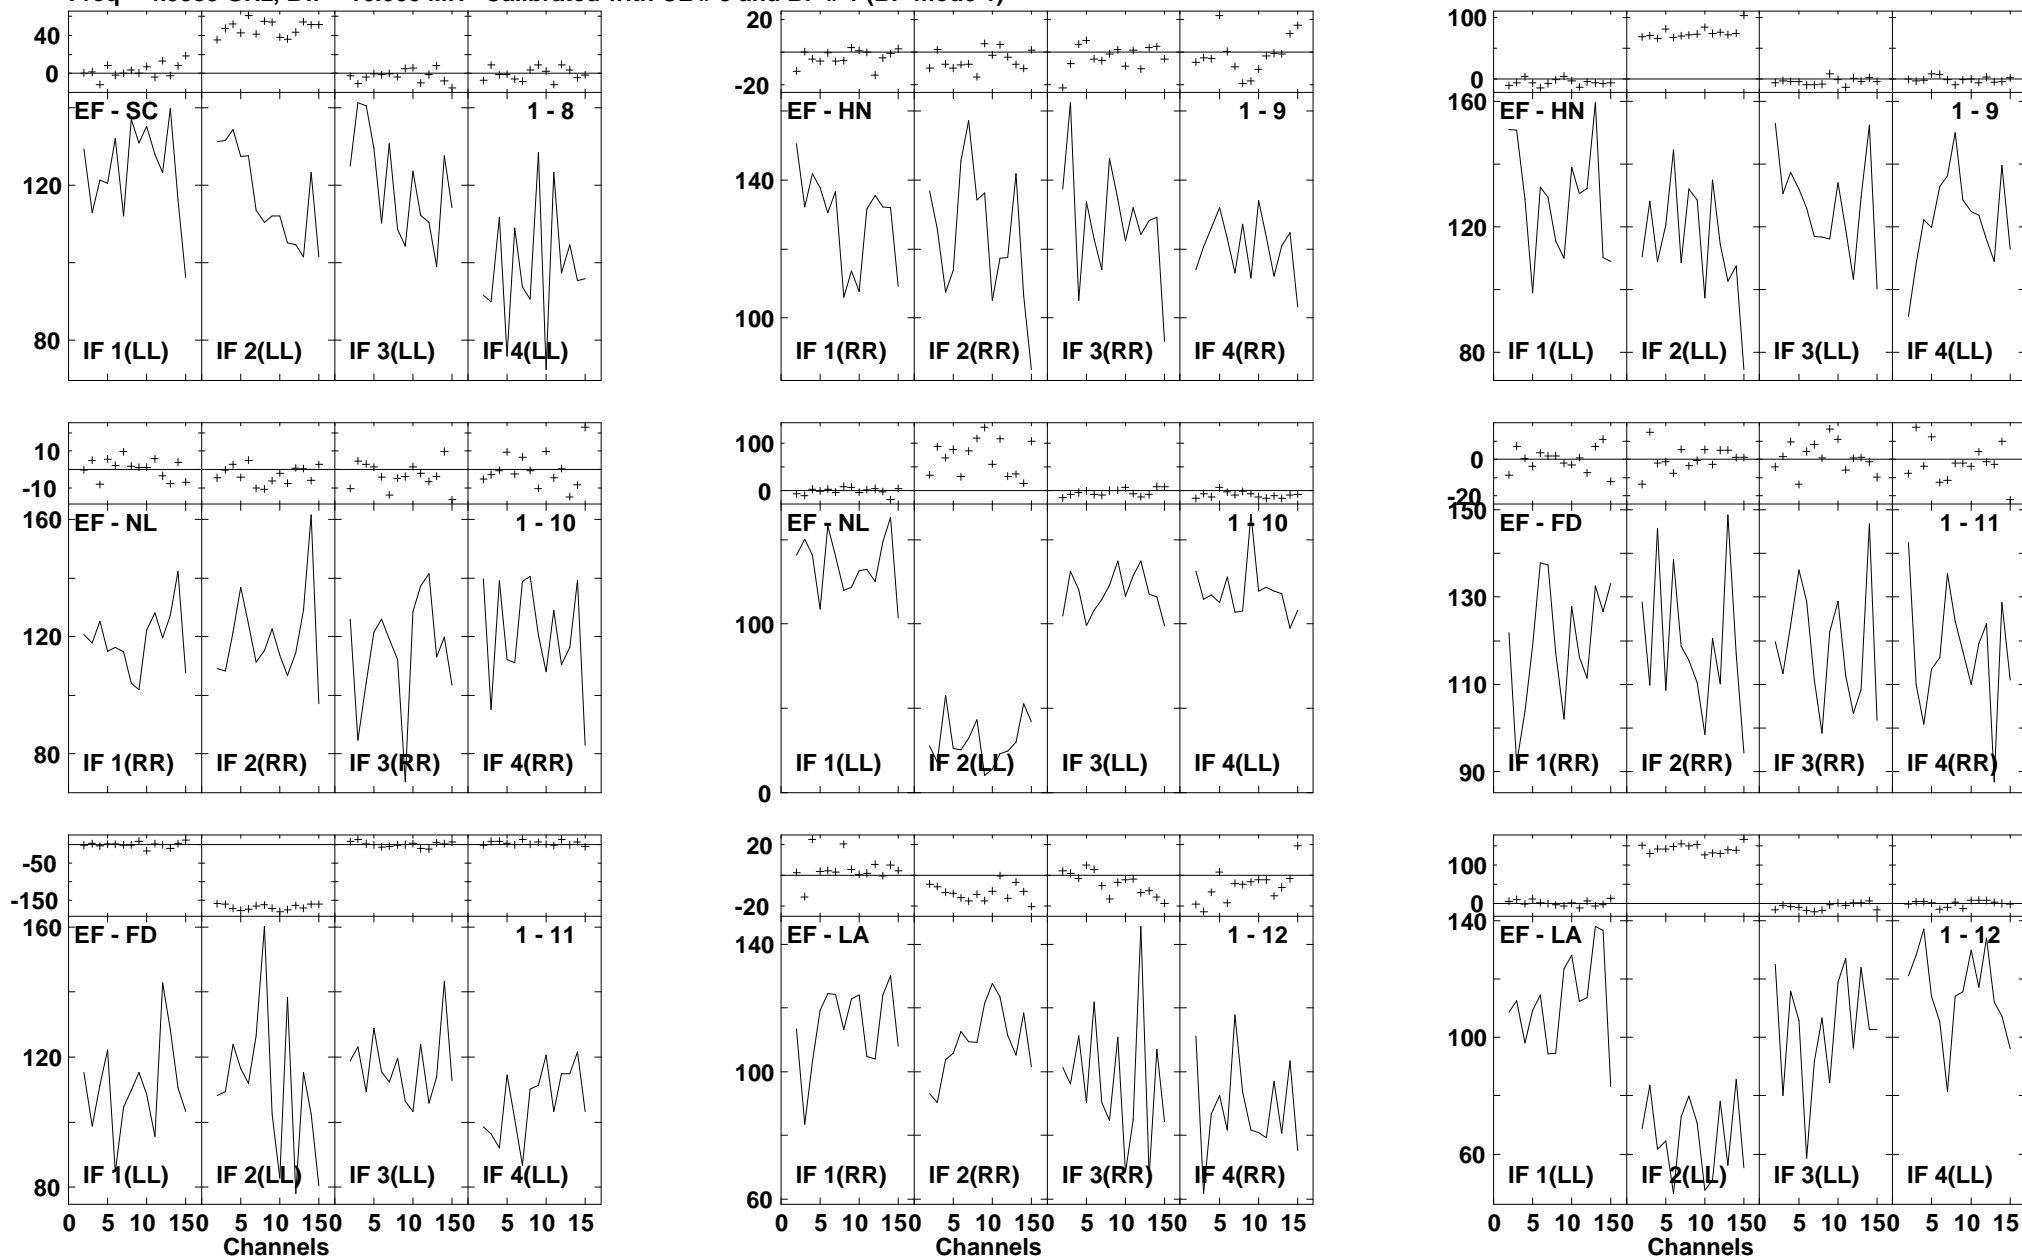 40
0
20
-20
100
0
EF - SC 1 - 8
EF - HN 1 - 9
EF - HN 1 - 9
120
80
140
100
160
120
80
IF 1(LL) IF 2(LL) IF 3(LL) IF 4(LL)
IF 1(RR) IF 2(RR) IF 3(RR) IF 4(RR)
IF 1(LL) IF 2(LL) IF 3(LL) IF 4(LL)
10
-10
100
0
0
-20
EF - NL 1 - 10
EF - NL 1 - 10
EF - FD 1 - 11
160
120
80
100
0
150
130
110
90
IF 1(RR) IF 2(RR) IF 3(RR) IF 4(RR)
IF 1(LL) IF 2(LL) IF 3(LL) IF 4(LL)
IF 1(RR) IF 2(RR) IF 3(RR) IF 4(RR)
-50
-150
20
-20
100
0
EF - FD 1 - 11
EF - LA 1 - 12
EF - LA 1 - 12
160
120
80
140
100
60
140
100
60
IF 1(LL) IF 2(LL) IF 3(LL) IF 4(LL)
IF 1(RR) IF 2(RR) IF 3(RR) IF 4(RR)
IF 1(LL) IF 2(LL) IF 3(LL) IF 4(LL)
0 5 10 150 5 10 150 5 10 150 5 10 15
0 5 10 150 5 10 150 5 10 150 5 10 15
0 5 10 150 5 10 150 5 10 150 5 10 15
Channels Channels Channels